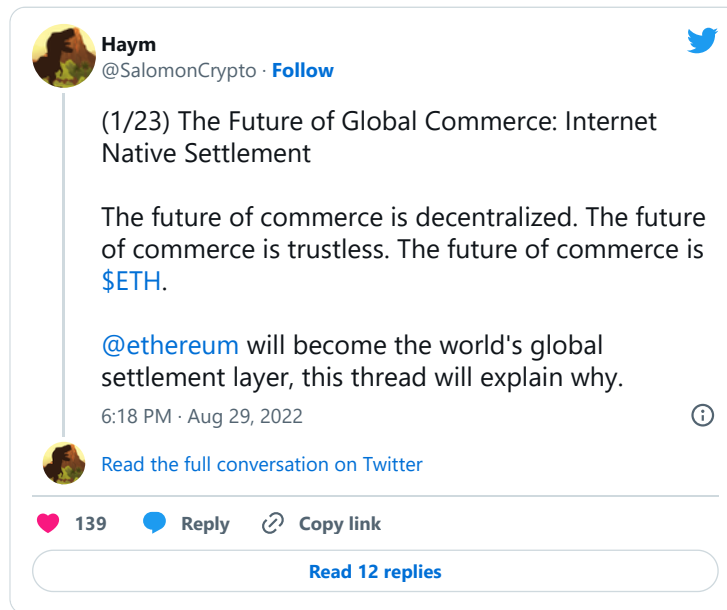 Haym
@SalomonCrypto · Follow
(1/23) The Future of Global Commerce: Internet
Native Settlement
The future of commerce is decentralized. The future
of commerce is trustless. The future of commerce is
$ETH.
@ethereum will become the world's global
settlement layer, this thread will explain why.
6:18 PM · Aug 29, 2022
Read the full conversation on Twitter
139 Reply Copy link
Read 12 replies